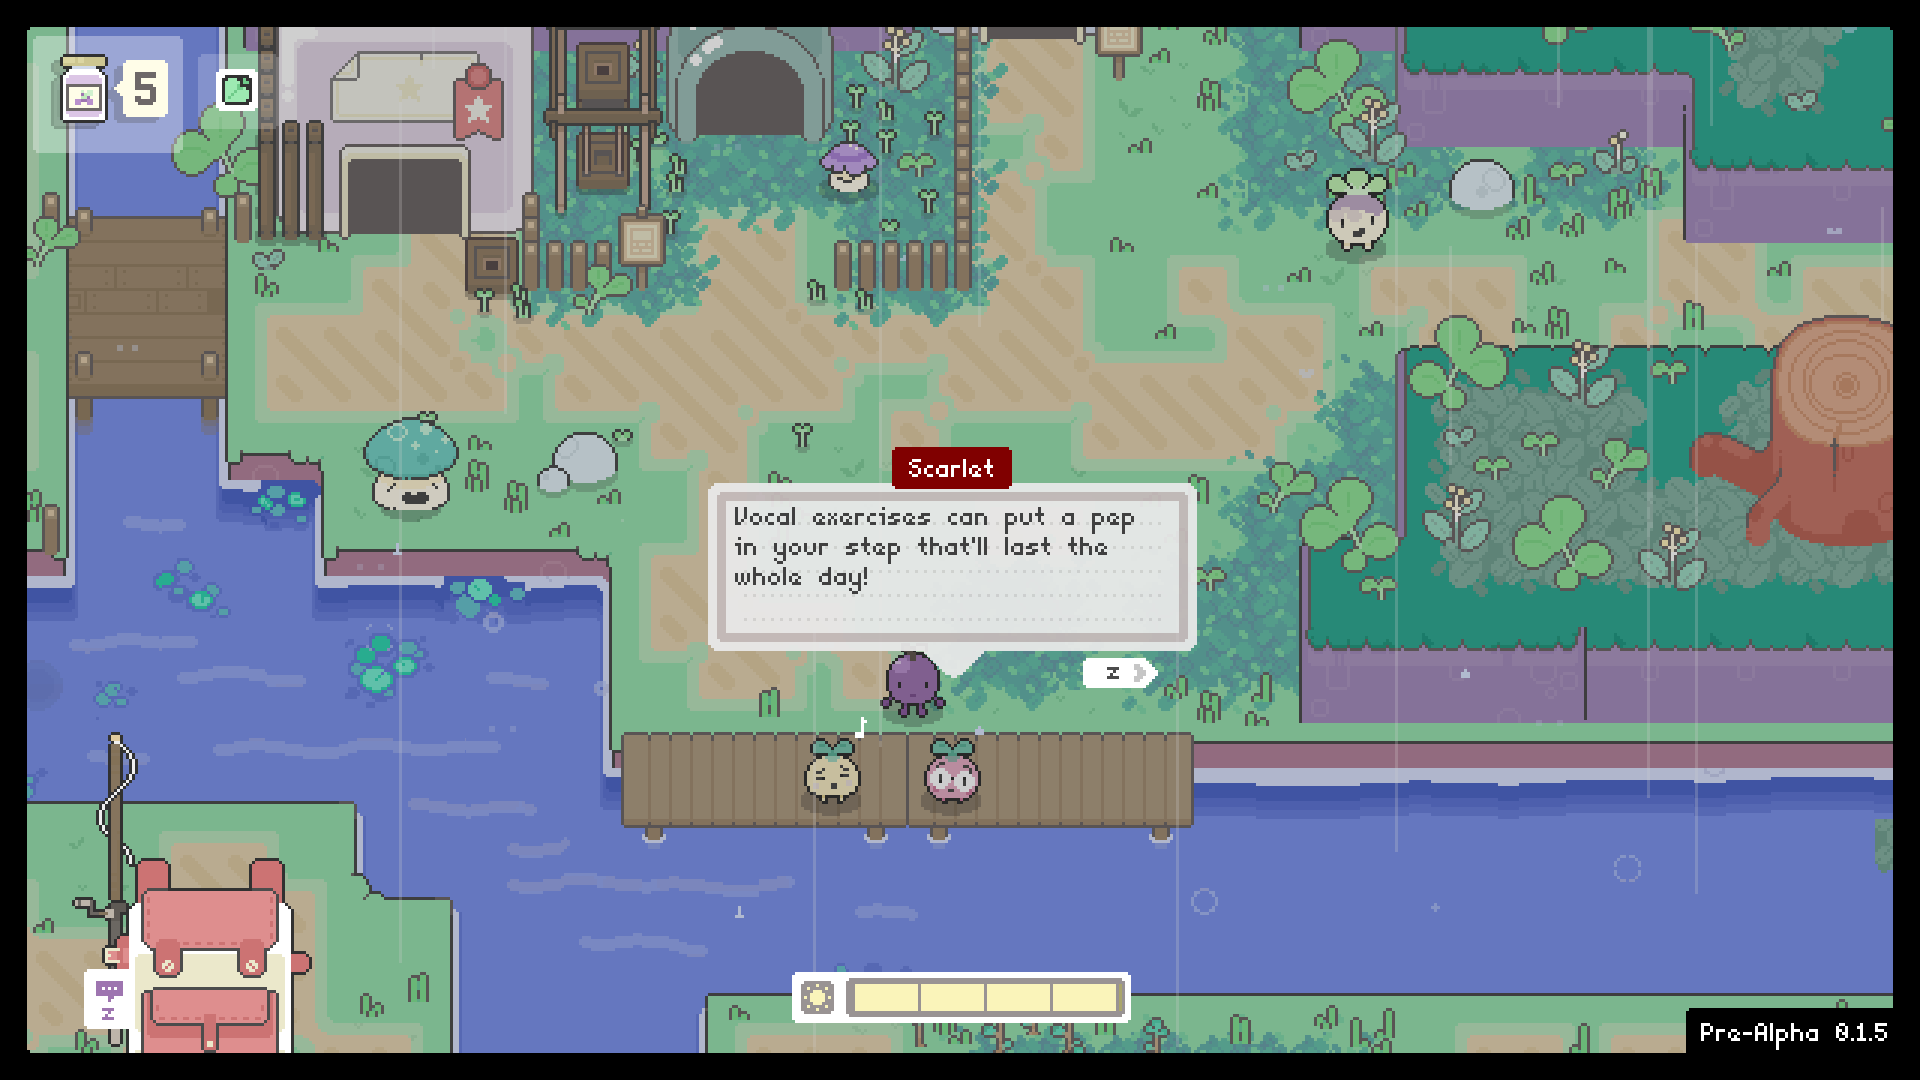 5
Scarlet
Vocal exercises can put a pep
in your step that'll last the
whole day!
z
z
Pre-Alpha 0.1.5